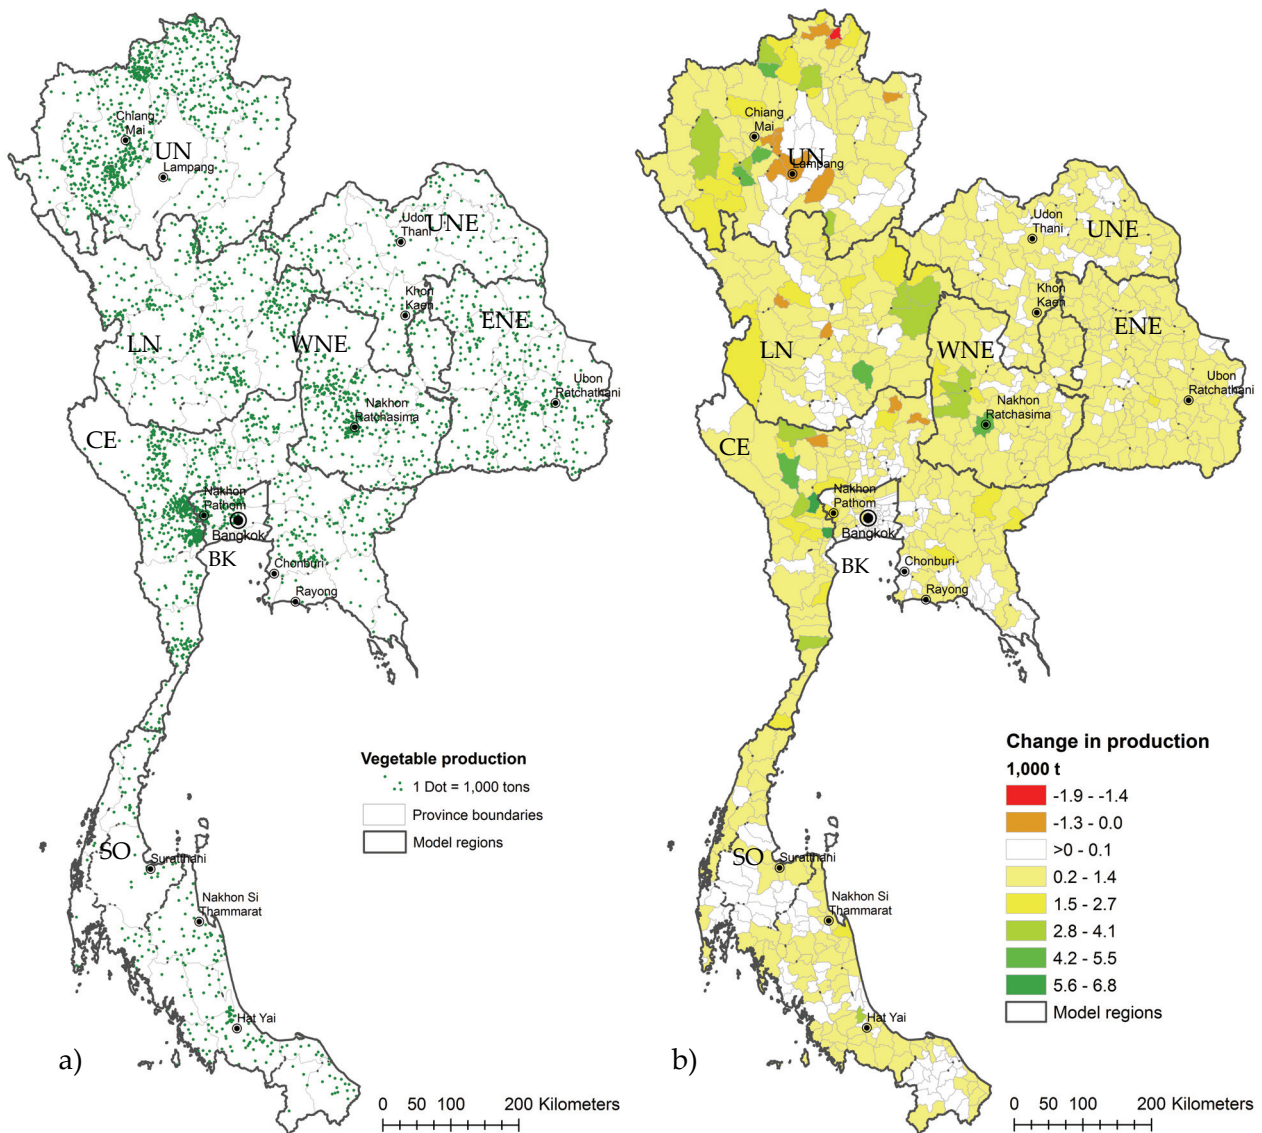 Chiang
Mai
UN
Lampang
Udon
Thani
UNE
Khon
Kaen
ENE
LN
WNE
Ubon
Ratchathani
Nakhon
Ratchasima
CE
Nakhon
Pathom
Bangkok
BK
Chonburi
Rayong
Vegetable production
1 Dot = 1,000 tons
Province boundaries
Model regions
SO
Suratthani
Nakhon Si
Thammarat
Hat Yai
a)
0 50 100 200 Kilometers
Chiang
Mai
UN
Lampang
Udon
Thani
UNE
Khon
Kaen
ENE
LN
WNE
Ubon
Ratchathani
Nakhon
Ratchasima
CE
Nakhon
Pathom
Bangkok
BK
Chonburi
Rayong
Change in production
1,000 t
-1.9 - -1.4
-1.3 - 0.0
>0 - 0.1
0.2 - 1.4
1.5 - 2.7
2.8 - 4.1
4.2 - 5.5
5.6 - 6.8
Model regions
SO
Suratthani
Nakhon Si
Thammarat
Hat Yai
b)
0 50 100 200 Kilometers